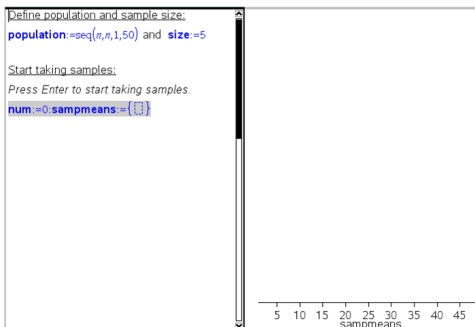 Define population and sample size:
population:=seq(n,n,1,50) and size:=5
Start taking samples:
Press Enter to start taking samples.
num:=0:sampmeans:={}
5 10 15 20 25 30 35 40 45
sampmeans